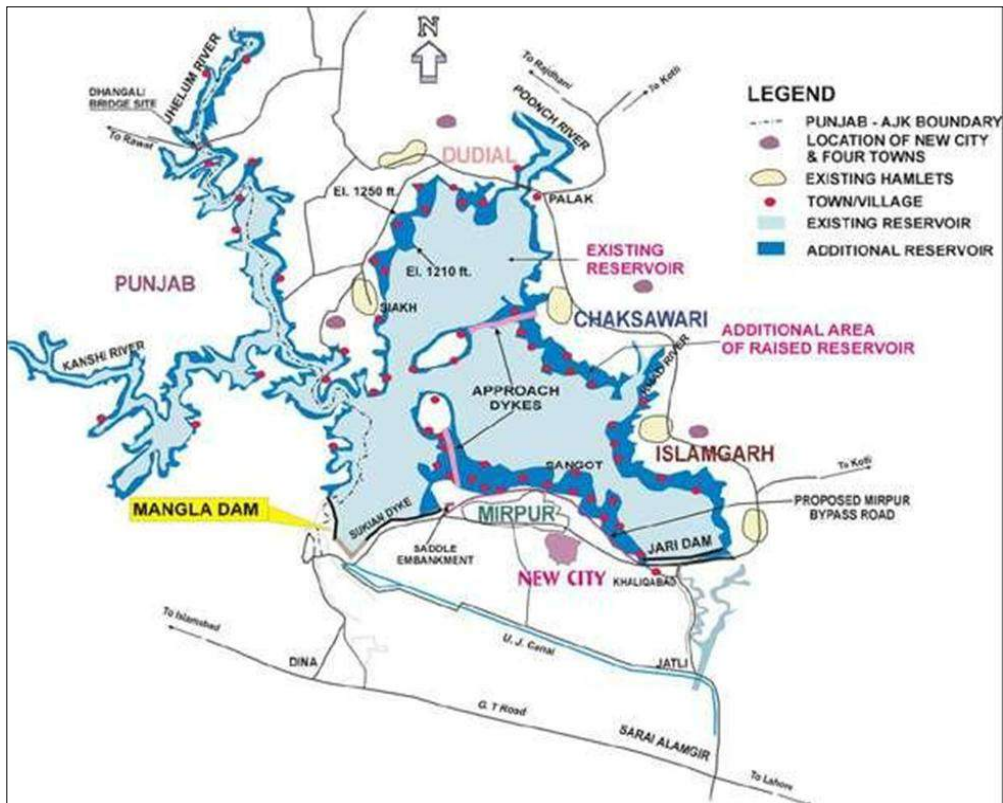 N
JHELUM RIVER
DHANGALI
BRIDGE SITE
To Rawat
To Rajdhani
To Kotli
POONCH RIVER
DUDIAL
El. 1250 ft.
PALAK
LEGEND
PUNJAB - AJK BOUNDARY
LOCATION OF NEW CITY
& FOUR TOWNS
EXISTING HAMLETS
TOWN/VILLAGE
EXISTING RESERVOIR
ADDITIONAL RESERVOIR
EXISTING
RESERVOIR
El. 1210 ft.
PUNJAB
SIAKH
CHAKSAWARI
ADDITIONAL AREA
OF RAISED RESERVOIR
KANSHI RIVER
RIVER
APPROACH
DYKES
ISLAMGARH
SANGOT
To Kotli
MANGLA DAM
SUKIAN DYKE
MIRPUR
PROPOSED MIRPUR
BYPASS ROAD
SADDLE
EMBANKMENT
JARI DAM
NEW CITY
KHALIQABAD
To Islamabad
DINA
U. J. Canal
JATLI
G. T Road
SARAI ALAMGIR
To Lahore